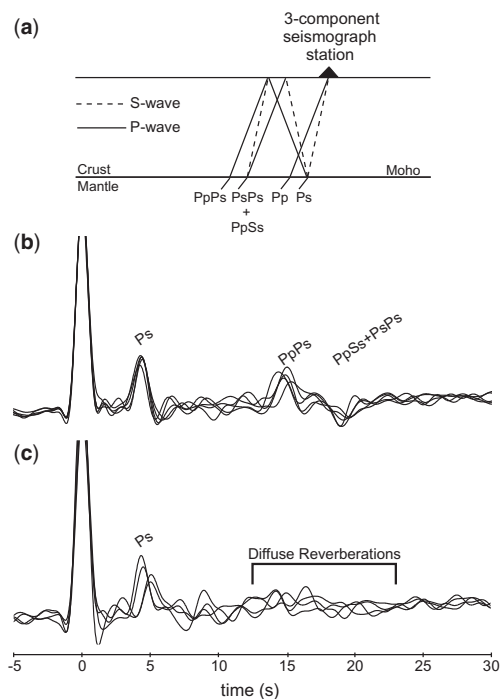 (a)
3-component
seismograph
station
S-wave
P-wave
Crust
Mantle
Moho
PpPs PsPs Pp Ps
+
PpSs
(b)
Ps
PpPs
PpSs+PsPs
(c)
Ps
Diffuse Reverberations
-5 0 5 10 15 20 25 30
time (s)